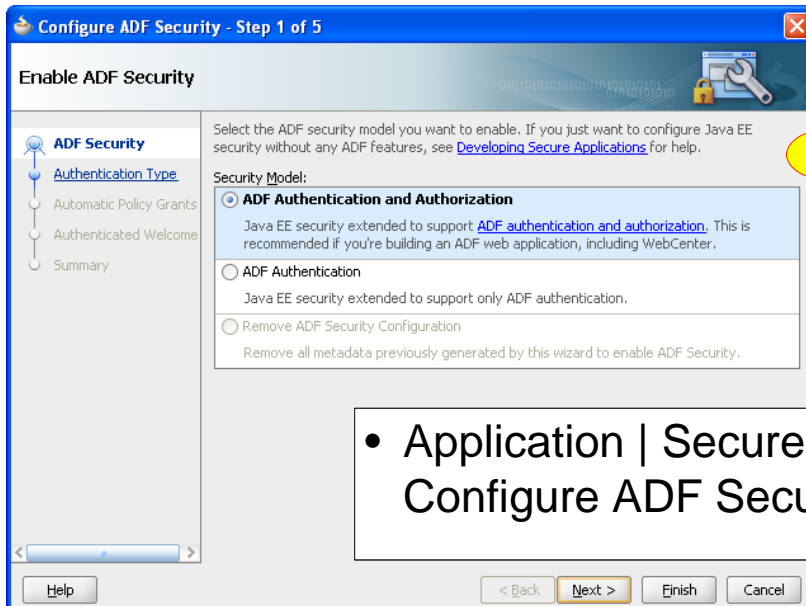 Configure ADF Security - Step 1 of 5
Enable ADF Security
ADF Security
Authentication Type
Automatic Policy Grants
Authenticated Welcome
Summary
Select the ADF security model you want to enable. If you just want to configure Java EE
security without any ADF features, see Developing Secure Applications for help.
Security Model:
ADF Authentication and Authorization
Java EE security extended to support ADF authentication and authorization. This is
recommended if you're building an ADF web application, including WebCenter.
ADF Authentication
Java EE security extended to support only ADF authentication.
Remove ADF Security Configuration
Remove all metadata previously generated by this wizard to enable ADF Security.
• Application | Secure
Configure ADF Secu
Help
< Back
Next >
Finish
Cancel